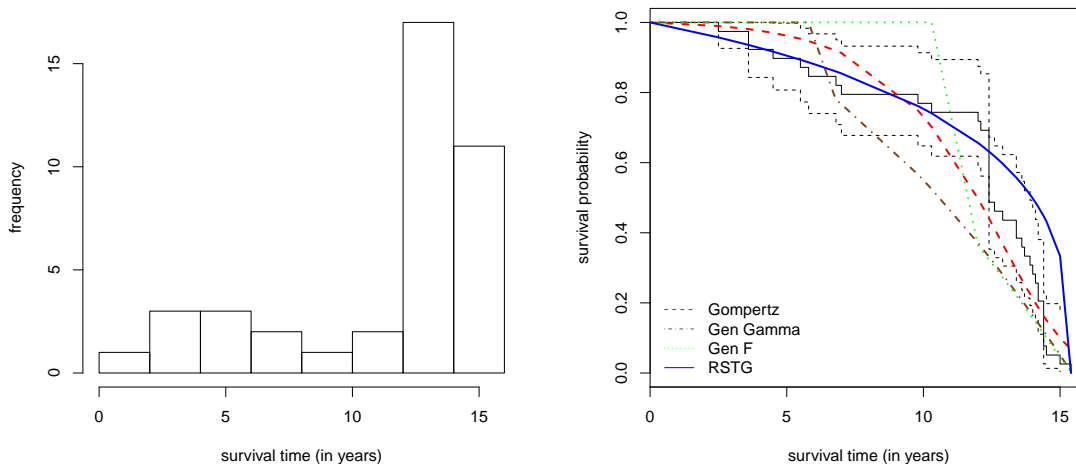 frequency
15
10
5
0
0
5
10
15
survival time (in years)
survival probability
1.0
0.8
0.6
0.4
0.2
0.0
Gompertz
Gen Gamma
Gen F
RSTG
0
5
10
15
survival time (in years)